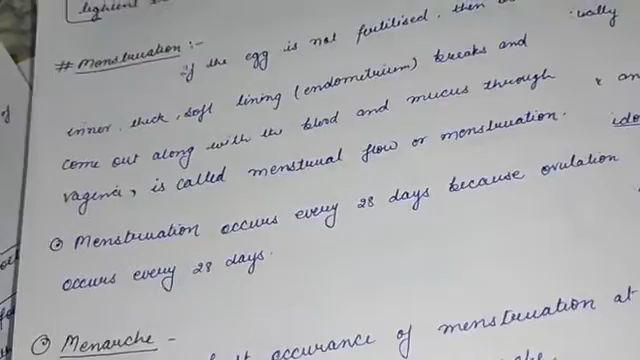 # Menstruation :-
If the egg is not fertilised, then
inner, thick, soft lining (endometrium) breaks and
come out along with the blood and mucus through
vagina, is called menstrual flow or menstruation.
⊙ Menstruation occurs every 28 days because ovulation
occurs every 28 days.
⊙ Menarche -
occurance of menstruation at